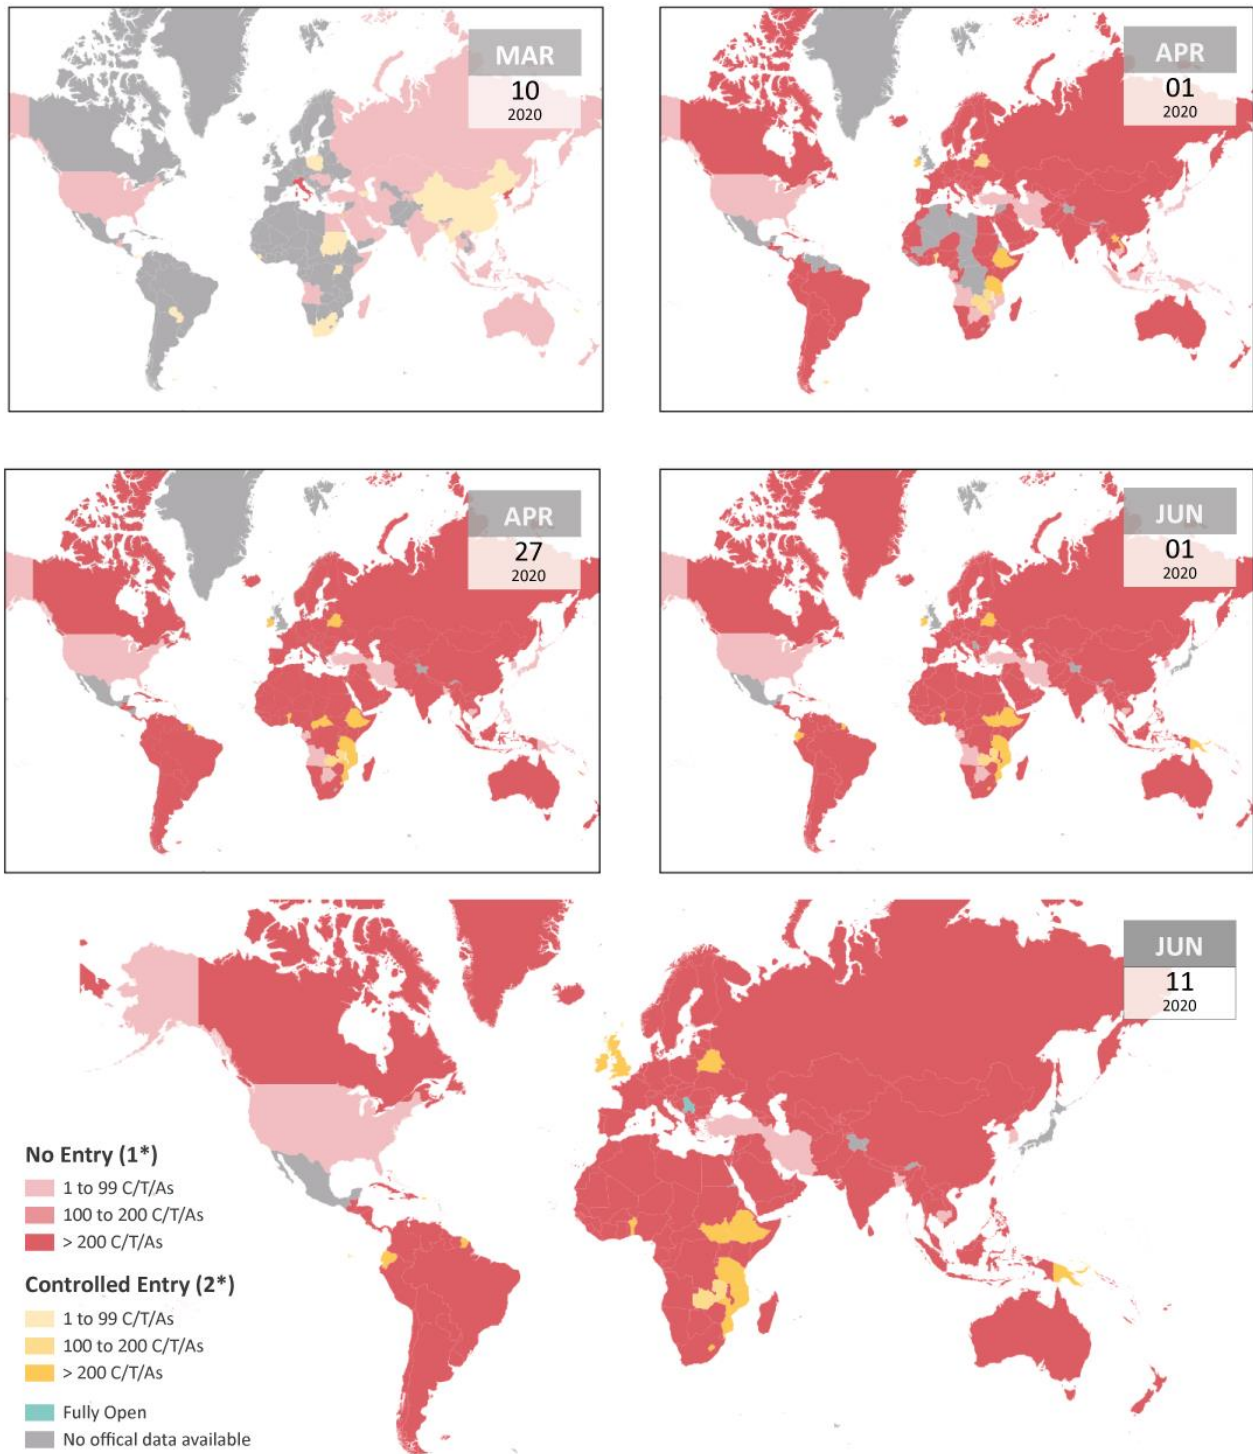 MAR
10
2020
APR
01
2020
APR
27
2020
JUN
01
2020
JUN
11
2020
No Entry (1*)
1 to 99 C/T/As
100 to 200 C/T/As
> 200 C/T/As
Controlled Entry (2*)
1 to 99 C/T/As
100 to 200 C/T/As
> 200 C/T/As
Fully Open
No offical data available